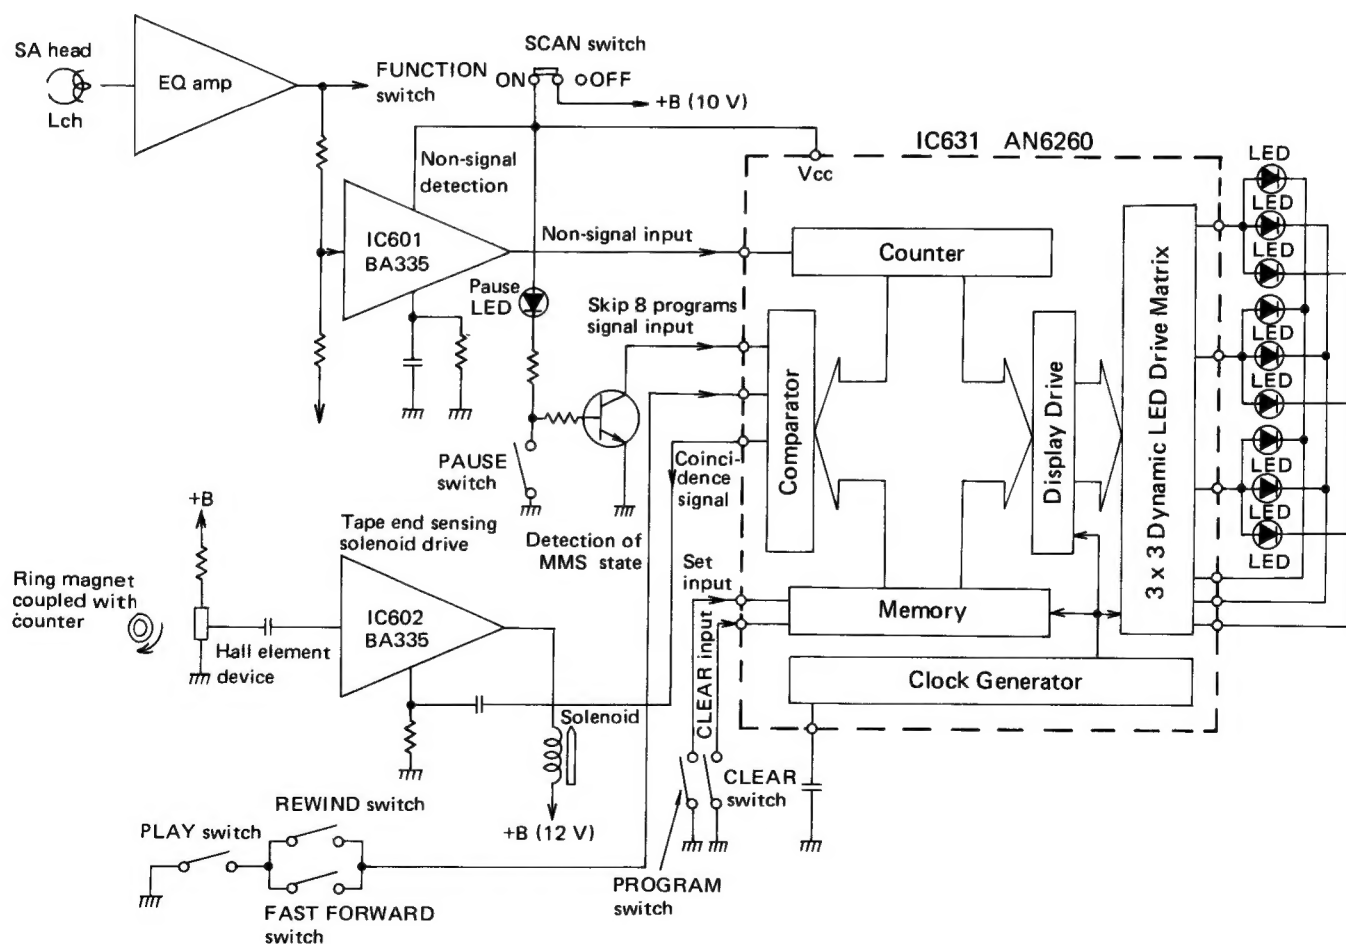 SA head
Lch
EQ amp
FUNCTION
switch
SCAN switch
ON
OFF
+B (10 V)
Non-signal
detection
IC601
BA335
Non-signal input
Pause
LED
Skip 8 programs
signal input
PAUSE
switch
Coinci-
dence
signal
Detection of
MMS state
IC631 AN6260
Vcc
Counter
Comparator
Display Drive
3 x 3 Dynamic LED Drive Matrix
Memory
Clock Generator
LED
LED
LED
LED
LED
LED
LED
LED
LED
+B
Tape end sensing
solenoid drive
Ring magnet
coupled with
counter
Hall element
device
IC602
BA335
Solenoid
+B (12 V)
Set
input
CLEAR input
CLEAR
switch
PROGRAM
switch
PLAY switch
REWIND switch
FAST FORWARD
switch